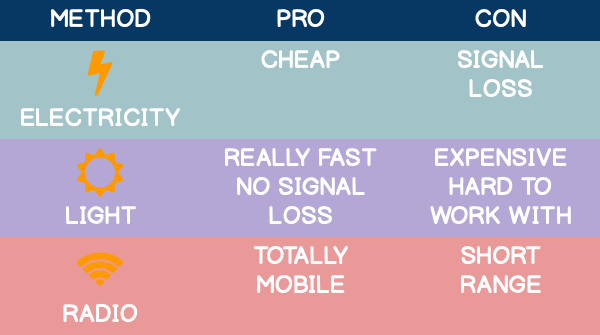 METHOD PRO CON
ELECTRICITY
CHEAP
SIGNAL
LOSS
LIGHT
REALLY FAST
NO SIGNAL
LOSS
EXPENSIVE
HARD TO
WORK WITH
RADIO
TOTALLY
MOBILE
SHORT
RANGE